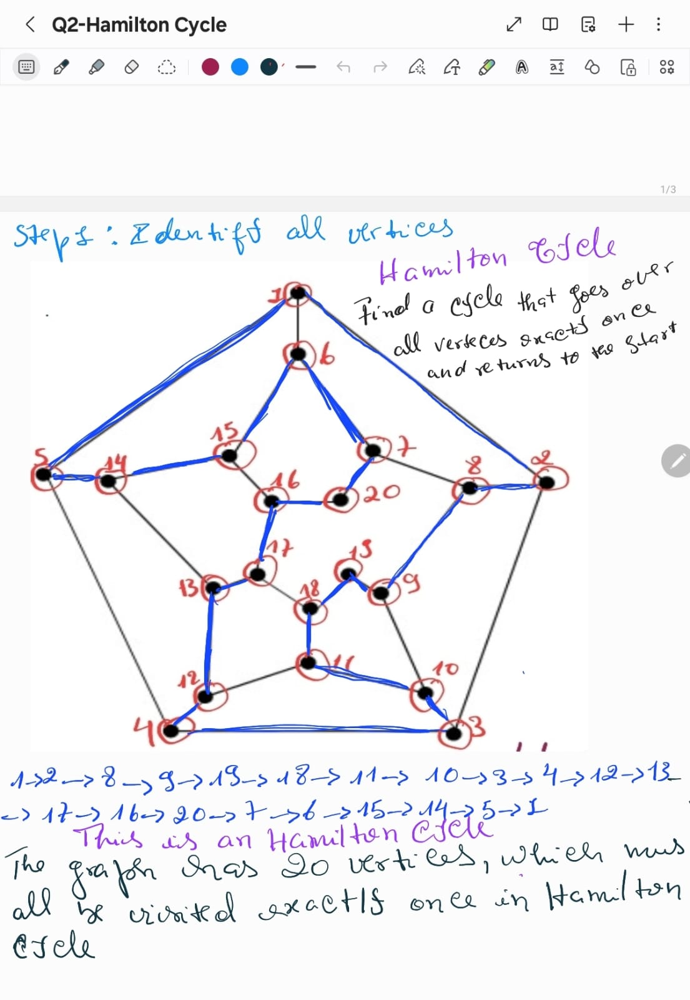 Q2-Hamilton Cycle
1/3
Steps : Identify all vertices
Hamilton Cycle
Find a cycle that goes over
all verteces exactly once
and returns to the start
1
6
15
7
5
14
8
2
16
20
17
19
13
18
9
11
10
12
4
3
1->2->8->9->19->18->11->10->3->4->12->13
->17->16->20->7->6->15->14->5->1
This is an Hamilton Cycle
The graph has 20 vertices, which mus
all be visited exactly once in Hamilton
Cycle